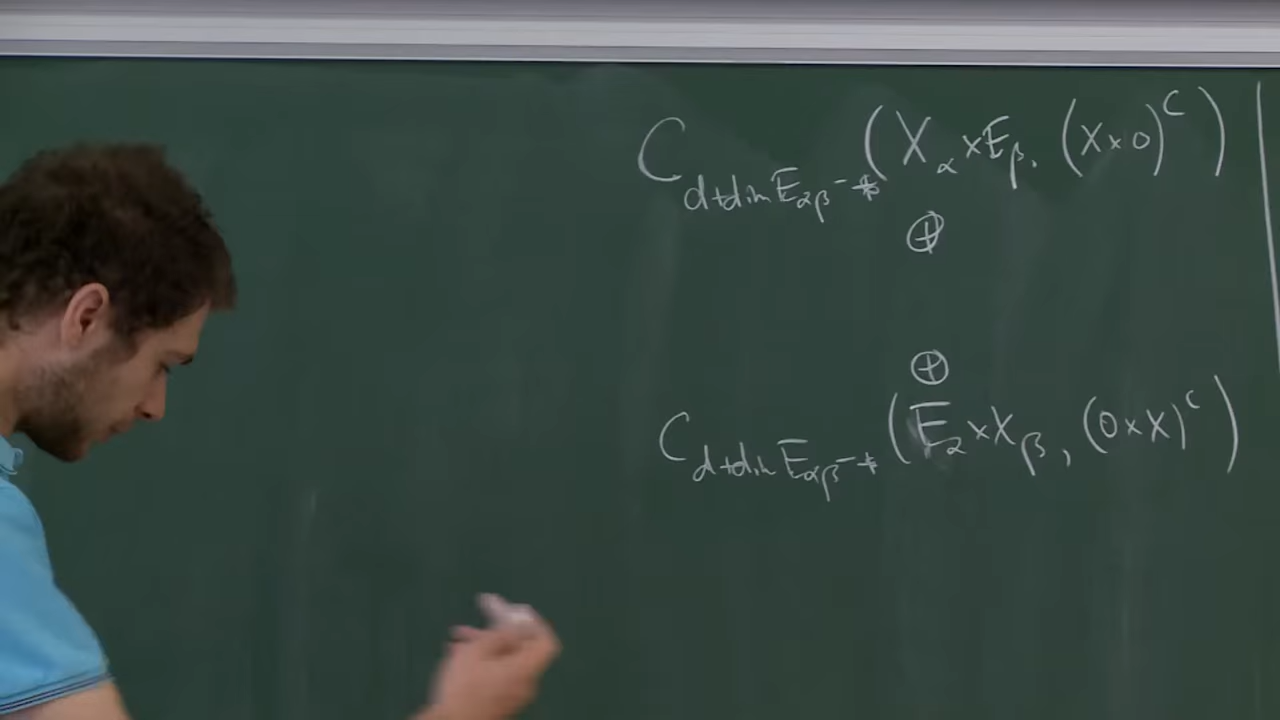 C_{d+dim E_{αβ}-*}(X_α×E_β, (X×0)^C)
⊕
⊕
C_{d+dim E_{αβ}-*}(E_α×X_β, (0×X)^C)